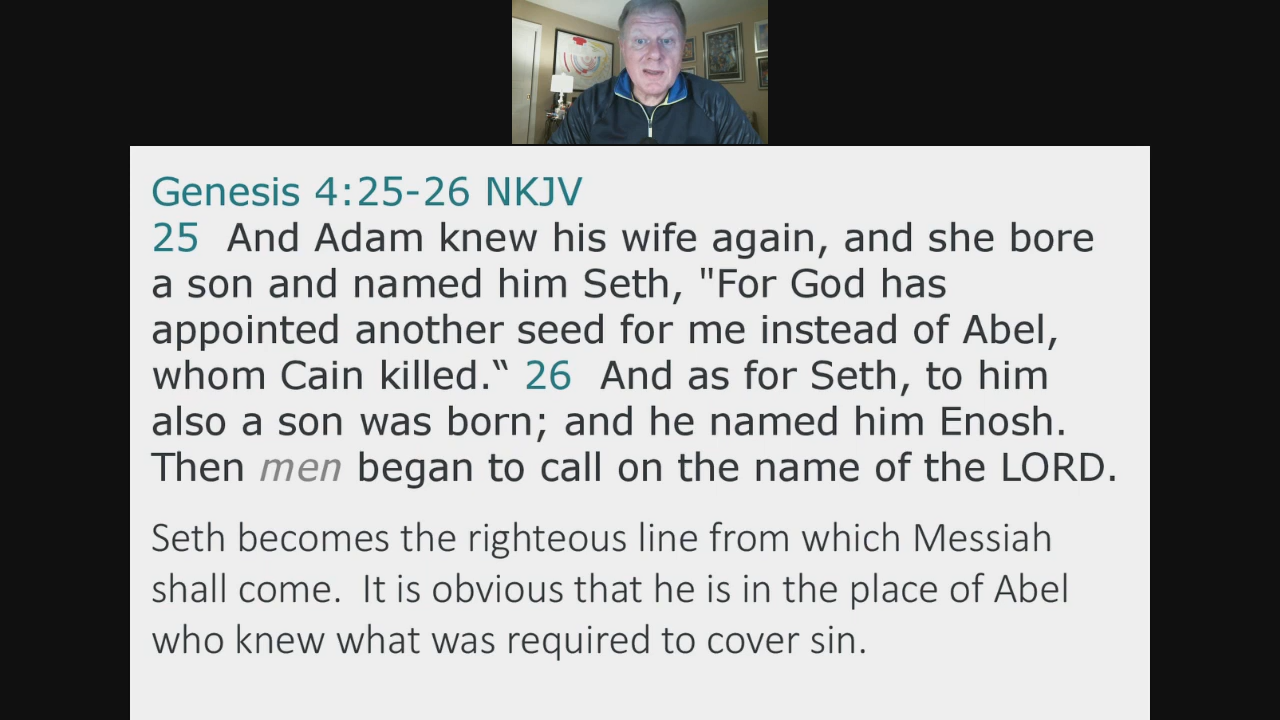 Genesis 4:25-26 NKJV
25 And Adam knew his wife again, and she bore
a son and named him Seth, "For God has
appointed another seed for me instead of Abel,
whom Cain killed.‟ 26 And as for Seth, to him
also a son was born; and he named him Enosh.
Then men began to call on the name of the LORD.
Seth becomes the righteous line from which Messiah
shall come. It is obvious that he is in the place of Abel
who knew what was required to cover sin.